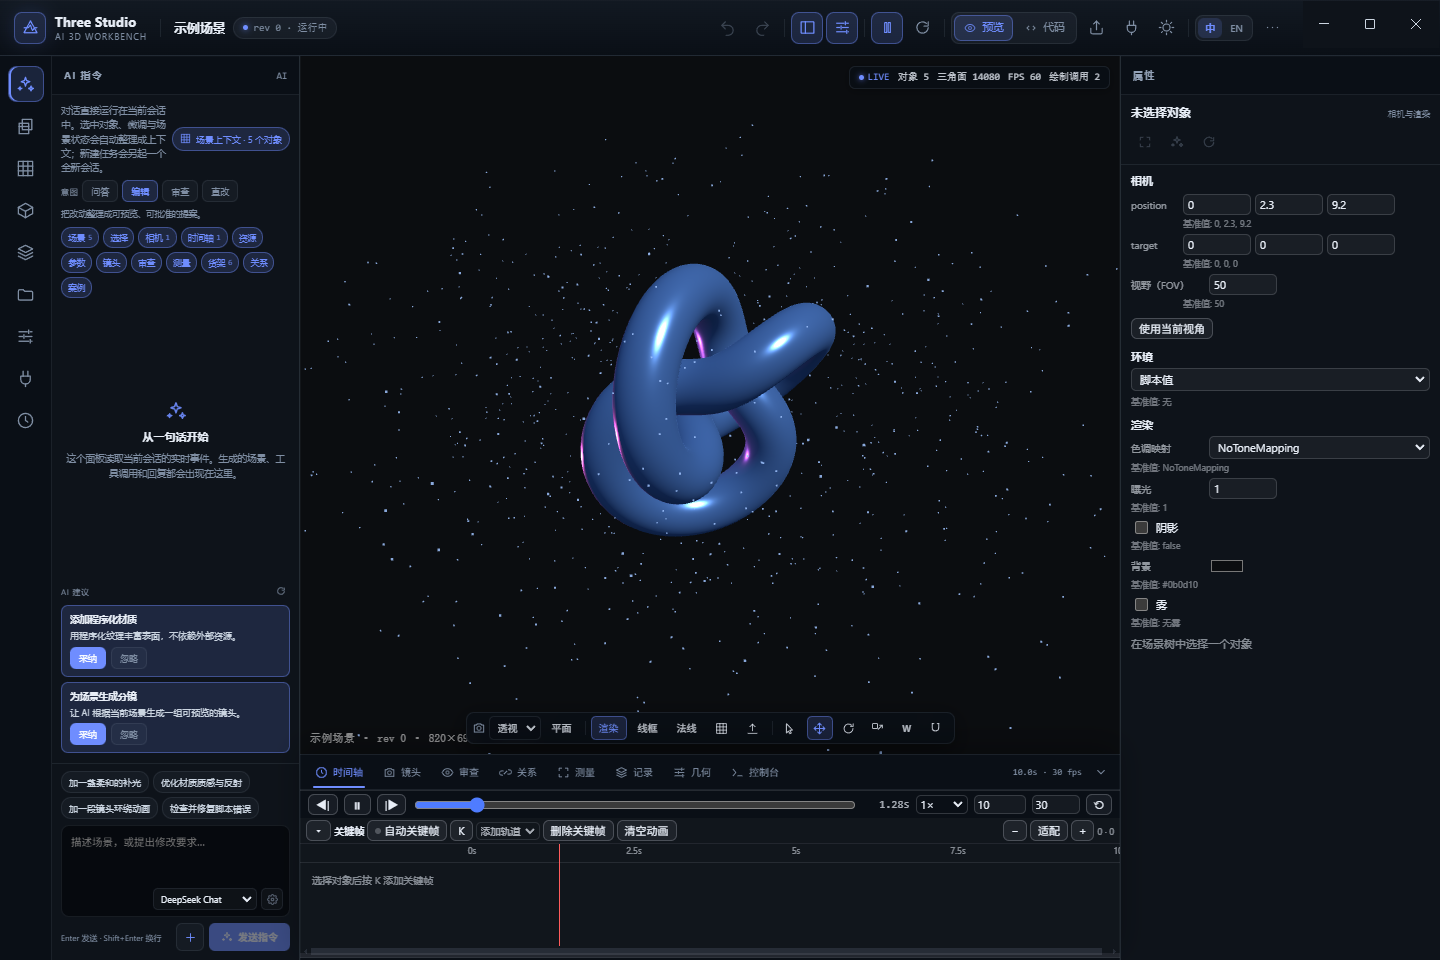 Three Studio
AI 3D WORKBENCH
示例场景
rev 0 · 运行中
预览
代码
中
EN
AI 指令
AI
对话直接运行在当前会话
中。选中对象、微调与场
景状态会自动整理成上下
文；新建任务会另起一个
全新会话。
场景上下文 · 5 个对象
意图
问答
编辑
审查
直改
把改动整理成可预览、可批准的提案。
场景 5
选择
相机 1
时间轴 1
资源
参数
镜头
审查
测量
货架 6
关系
案例
从一句话开始
这个面板读取当前会话的实时事件。生成的场景、工
具调用和回复都会出现在这里。
AI 建议
添加程序化材质
用程序化纹理丰富表面，不依赖外部资源。
采纳
忽略
为场景生成分镜
让 AI 根据当前场景生成一组可预览的镜头。
采纳
忽略
加一盏柔和的补光
优化材质质感与反射
加一段镜头环绕动画
检查并修复脚本错误
描述场景，或提出修改要求...
DeepSeek Chat
Enter 发送 · Shift+Enter 换行
发送指令
LIVE 对象 5 三角面 14080 FPS 60 绘制调用 2
示例场景 - rev 0 - 820×69
透视
平面
渲染
线框
法线
W
时间轴
镜头
审查
关系
测量
记录
几何
控制台
10.0s · 30 fps
1.28s
1×
10
30
关键帧
自动关键帧
K
添加轨道
删除关键帧
清空动画
−
适配
+
0·0
0s
2.5s
5s
7.5s
10
选择对象后按 K 添加关键帧
属性
未选择对象
相机与渲染
相机
position
0
2.3
9.2
基准值: 0, 2.3, 9.2
target
0
0
0
基准值: 0, 0, 0
视野（FOV）
50
基准值: 50
使用当前视角
环境
脚本值
基准值: 无
渲染
色调映射
NoToneMapping
基准值: NoToneMapping
曝光
1
基准值: 1
阴影
基准值: false
背景
基准值: #0b0d10
雾
基准值: 无雾
在场景树中选择一个对象